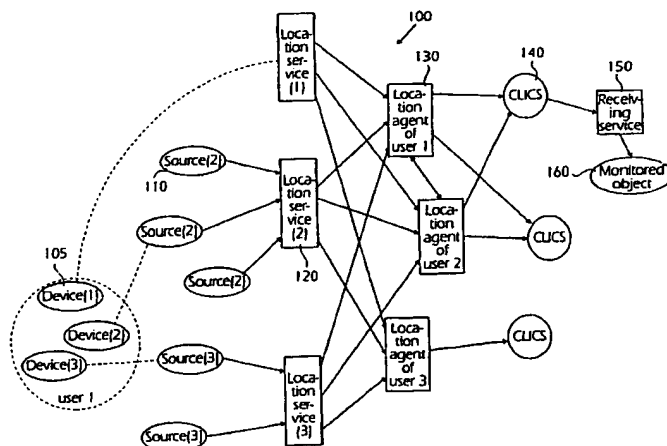 100
Loca-
tion
ser-
vice
(1)
130
Loca-
tion
agent
of
user 1
140
CLICS
150
Receiving
service
160
Monitored
object
110
Source(2)
Loca-
tion
ser-
vice
(2)
120
Source(2)
Source(2)
Loca-
tion
agent
of
user 2
CLICS
105
Device(1)
Device(2)
Device(3)
user 1
Source(3)
Source(3)
Loca-
tion
ser-
vice
(3)
Loca-
tion
agent
of
user 3
CLICS